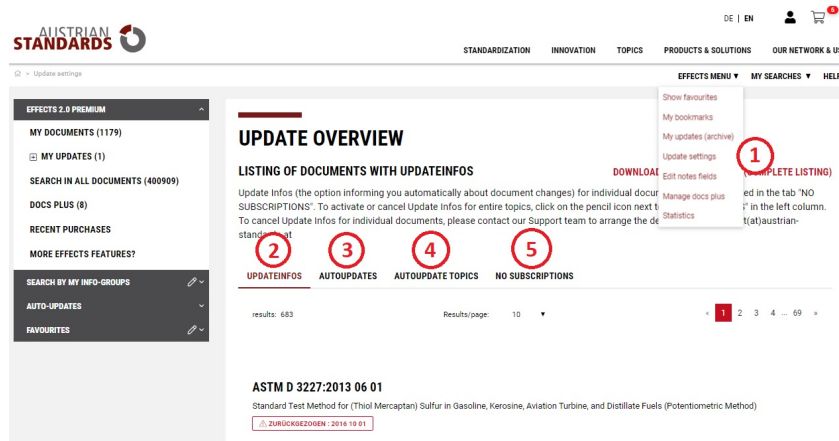 DE | EN
6
AUSTRIAN
STANDARDS
STANDARDIZATION INNOVATION TOPICS PRODUCTS & SOLUTIONS OUR NETWORK & US
» Update settings
EFFECTS MENU ▼ MY SEARCHES ▼ HELP
Show favourites
My bookmarks
My updates (archive)
Update settings
Edit notes fields
Manage docs plus
Statistics
1
EFFECTS 2.0 PREMIUM
MY DOCUMENTS (1179)
MY UPDATES (1)
SEARCH IN ALL DOCUMENTS (400909)
DOCS PLUS (8)
RECENT PURCHASES
MORE EFFECTS FEATURES?
SEARCH BY MY INFO-GROUPS
AUTO-UPDATES
FAVOURITES
UPDATE OVERVIEW
LISTING OF DOCUMENTS WITH UPDATEINFOS DOWNLOAD (COMPLETE LISTING)
Update Infos (the option informing you automatically about document changes) for individual docu ed in the tab "NO
SUBSCRIPTIONS". To activate or cancel Update Infos for entire topics, click on the pencil icon next t S" in the left column.
To cancel Update Infos for individual documents, please contact our Support team to arrange the de t(at)austrian-
standards.at
2 3 4 5
UPDATEINFOS AUTOUPDATES AUTOUPDATE TOPICS NO SUBSCRIPTIONS
results: 683 Results/page: 10 ▼ « 1 2 3 4 ... 69 »
ASTM D 3227:2013 06 01
Standard Test Method for (Thiol Mercaptan) Sulfur in Gasoline, Kerosine, Aviation Turbine, and Distillate Fuels (Potentiometric Method)
ZURÜCKGEZOGEN : 2016 10 01